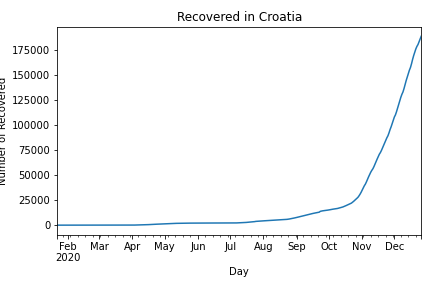 Recovered in Croatia
Number of Recovered
175000
150000
125000
100000
75000
50000
25000
0
Feb Mar Apr May Jun Jul Aug Sep Oct Nov Dec
2020
Day